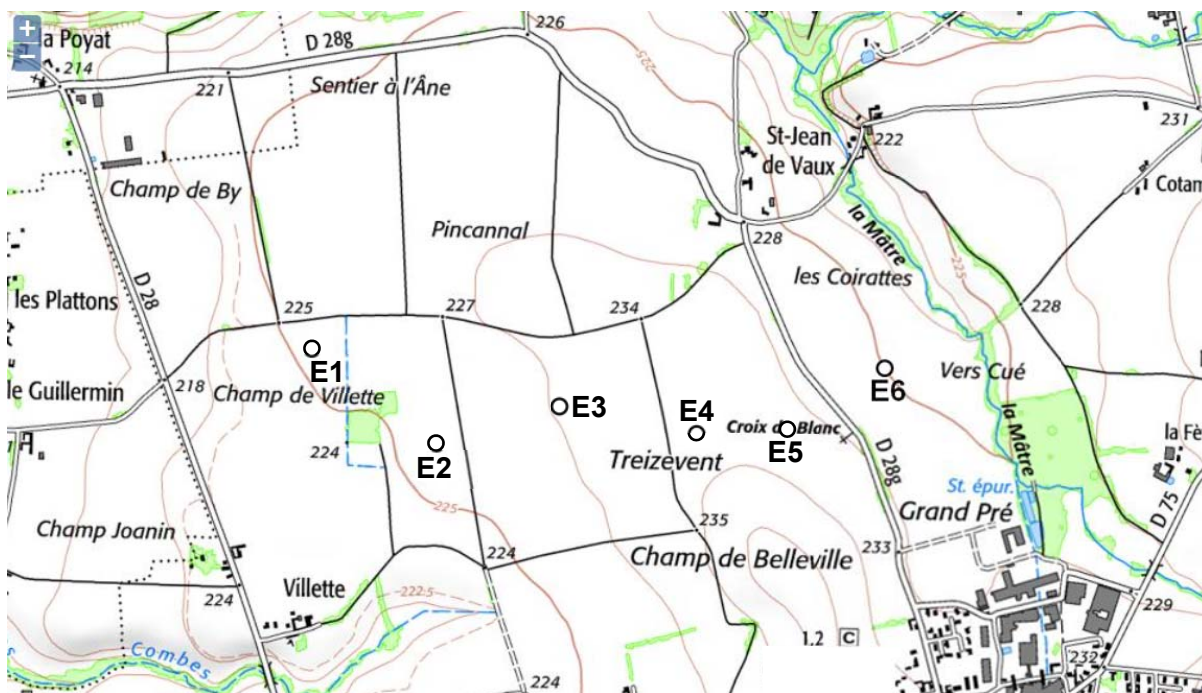 +
la Poyat
214
221
D 28g
226
Sentier à l'Âne
225
St-Jean
de Vaux
222
231
Cotam
Champ de By
Pincannal
228
la Mâtre
les Coirattes
225
228
les Plattons
D 28
225
227
234
le Guillermin
218
E1
Champ de Villette
E2
E3
E4
Croix du Blanc
E5
E6
Vers Cué
la Mâtre
la Fè
224
Treizevent
D 28g
St. épur.
Grand Pré
D 75
225
Champ Joanin
235
233
Champ de Belleville
224
224
Villette
222.5
229
1.2 C
Combes
224
232